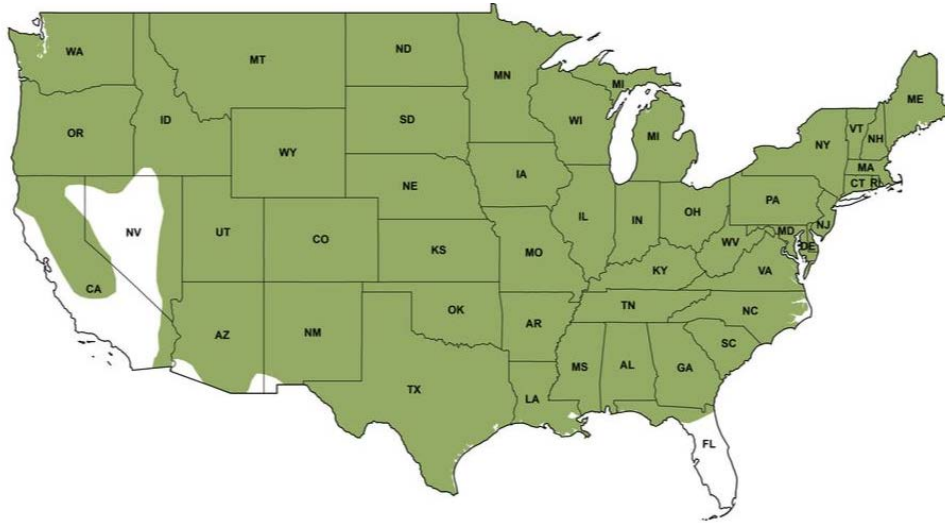 WA
MT
ND
MN
MI
ME
OR
ID
SD
WI
MI
VT
NH
NY
WY
MA
CT
RI
IA
NE
PA
NJ
NV
UT
CO
IL
IN
OH
MD
DE
KS
MO
WV
VA
KY
CA
NC
TN
OK
AR
AZ
NM
SC
MS
AL
GA
TX
LA
FL